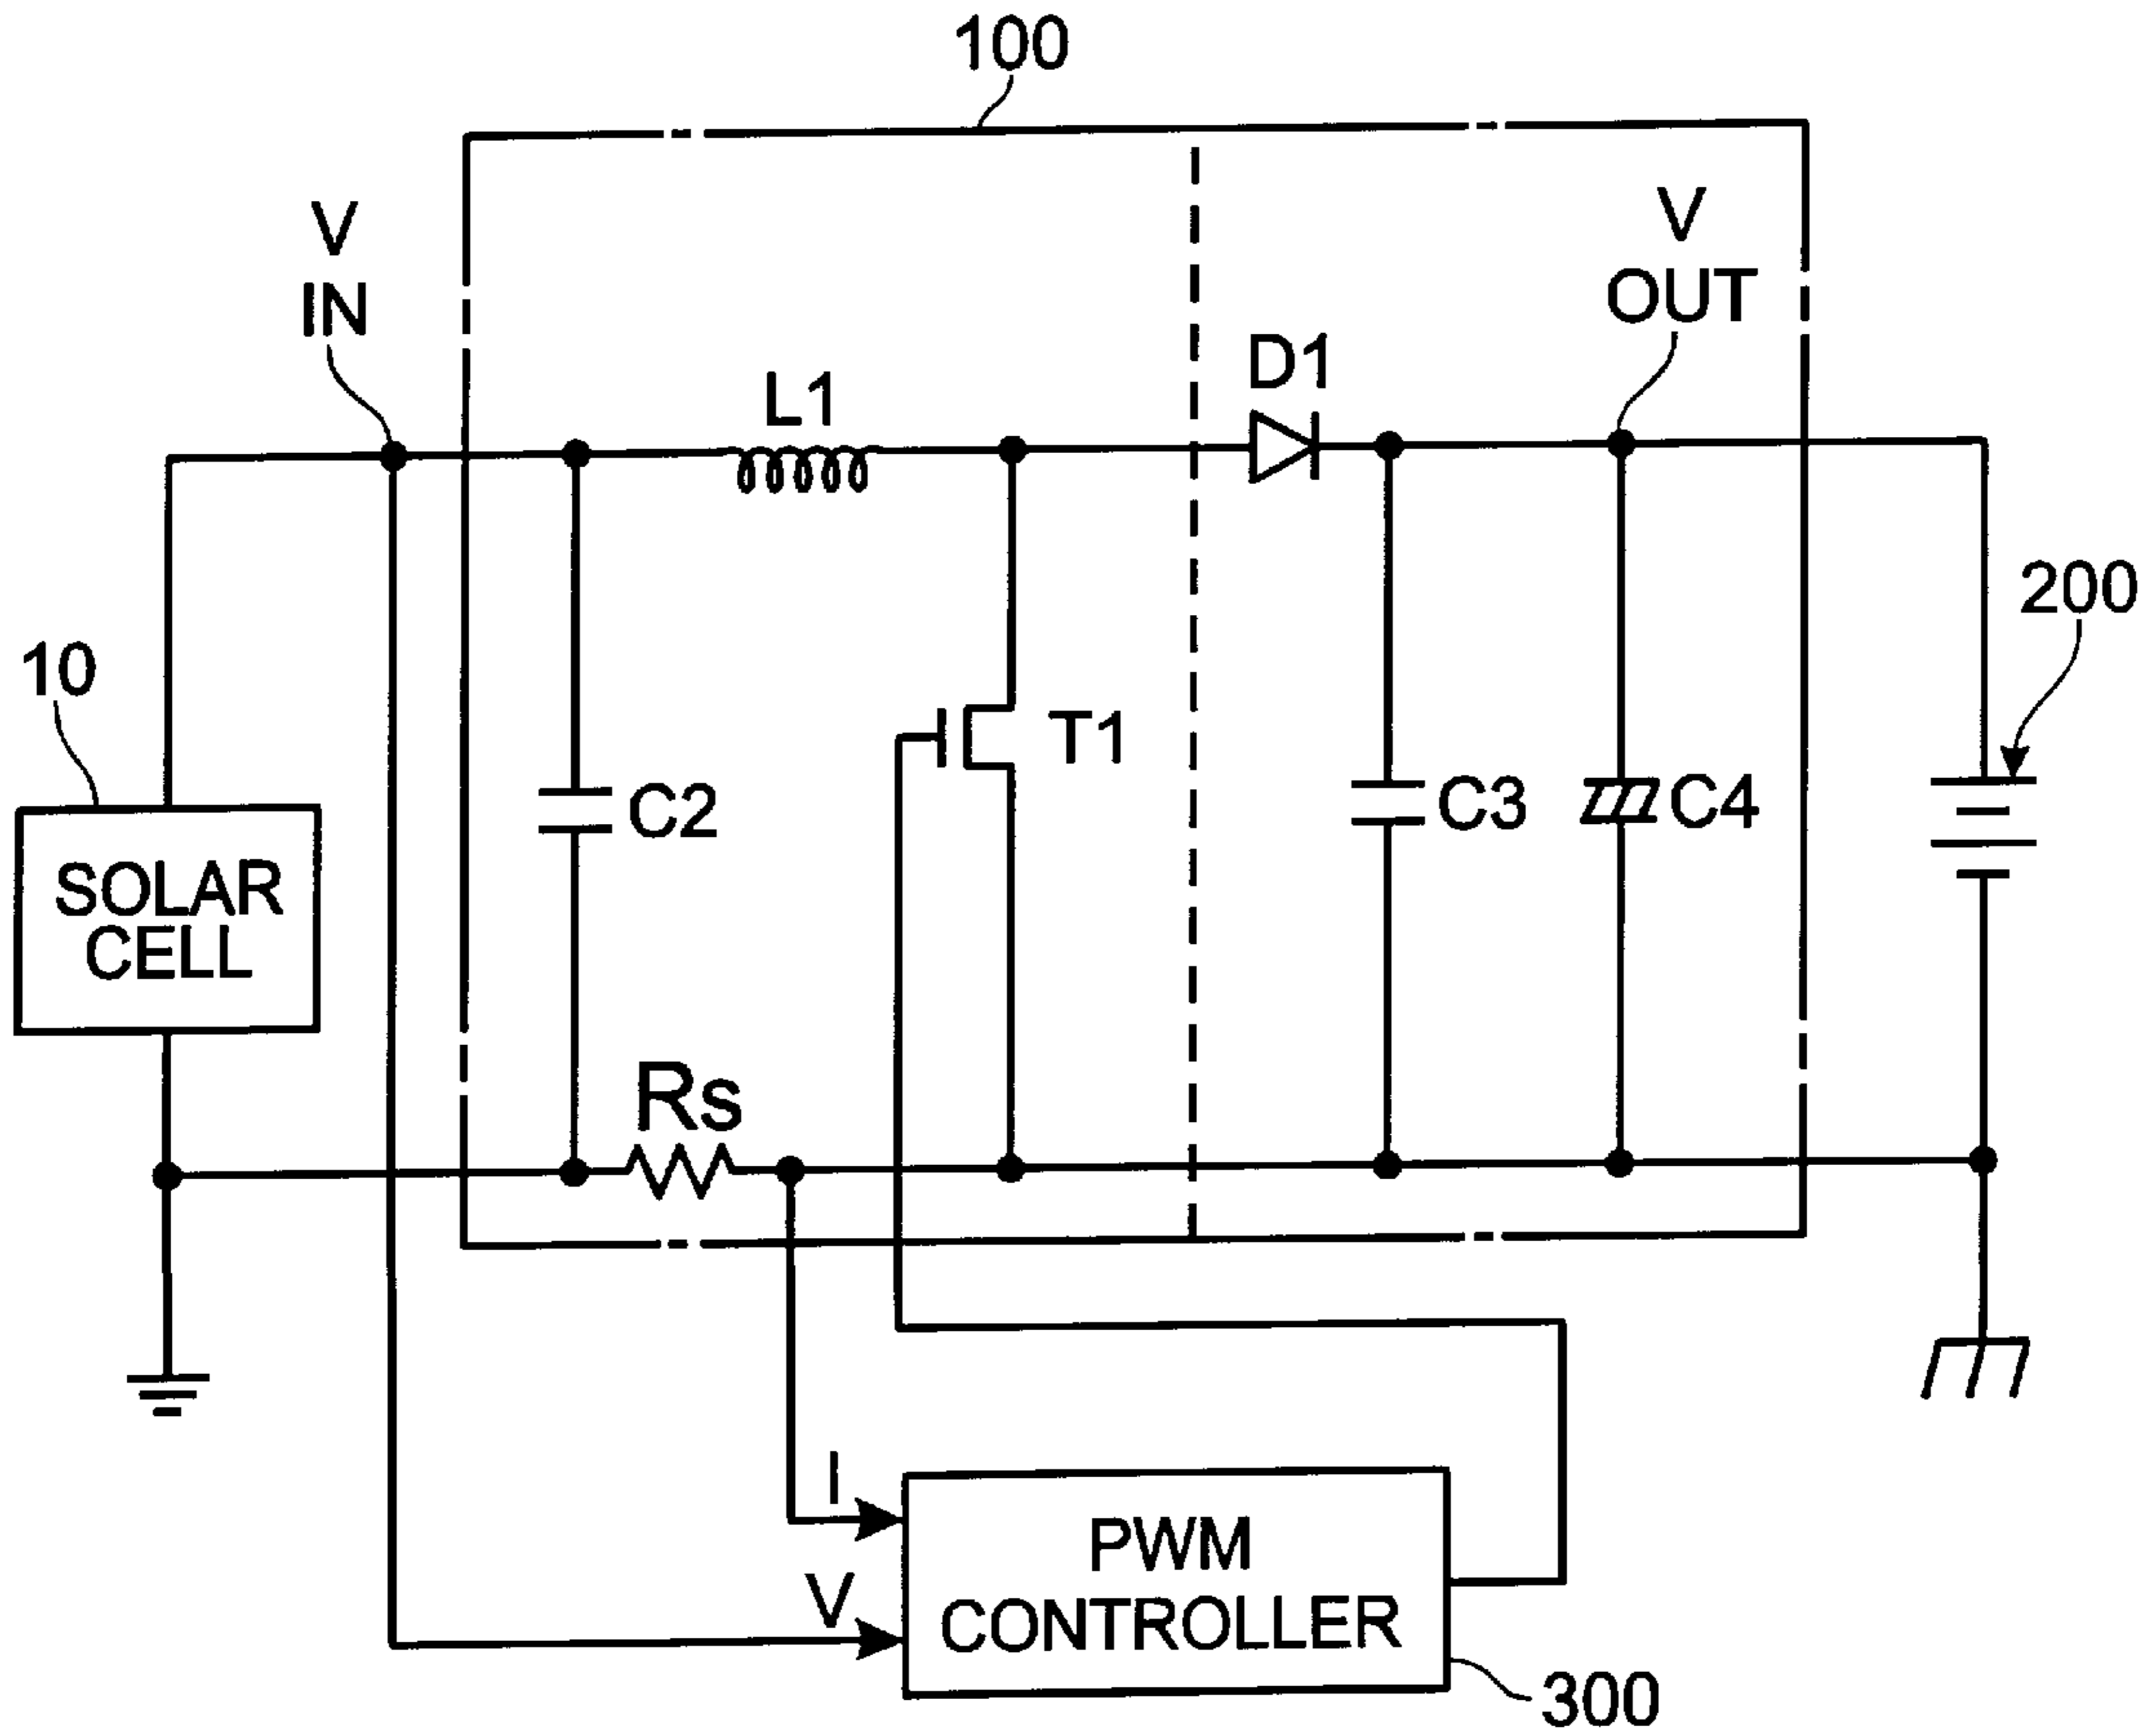 100
V
IN
V
OUT
D1
L1
200
10
T1
C2
C3
C4
SOLAR
CELL
Rs
I
PWM
V
CONTROLLER
300